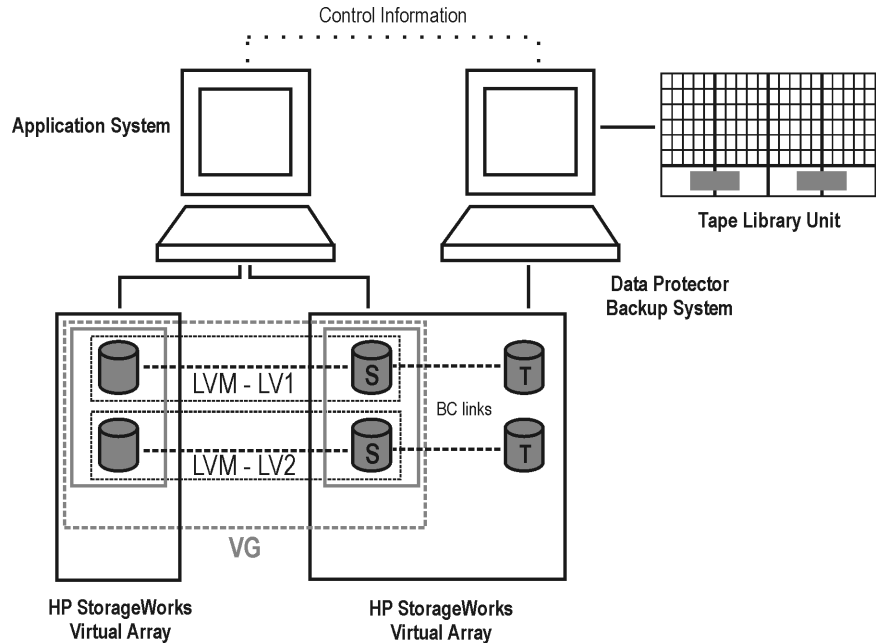 Control Information
Application System
Tape Library Unit
Data Protector
Backup System
S
T
LVM - LV1
BC links
S
T
LVM - LV2
VG
HP StorageWorks
Virtual Array
HP StorageWorks
Virtual Array